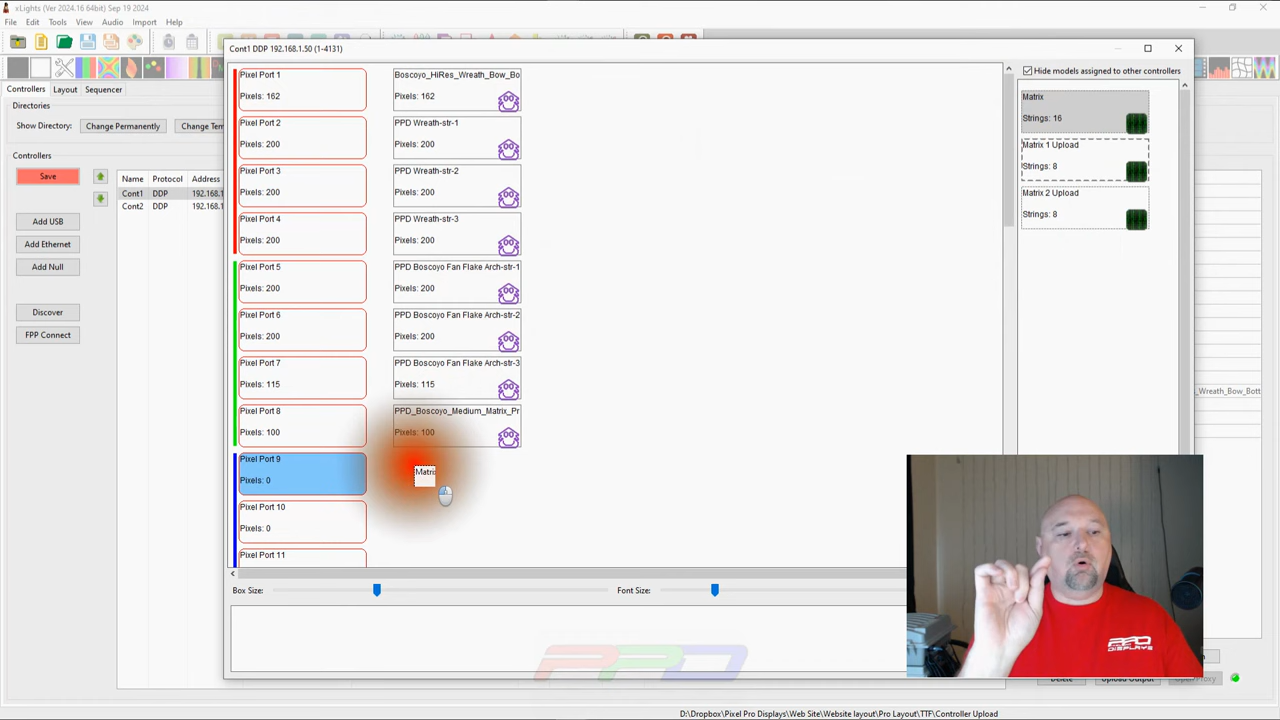 xLights (Ver 2024.16 64bit) Sep 19 2024
File Edit Tools View Audio Import Help
Cont1 DDP 192.168.1.50 (1-4131)
Controllers Layout Sequencer
Directories
Show Directory: Change Permanently Change Tem
Controllers
Save
Name Protocol Address
Cont1 DDP 192.168.1
Cont2 DDP 192.168.1
Add USB
Add Ethernet
Add Null
Discover
FPP Connect
Pixel Port 1
Pixels: 162
Boscoyo_HiRes_Wreath_Bow_Bo
Pixels: 162
Pixel Port 2
Pixels: 200
PPD Wreath-str-1
Pixels: 200
Pixel Port 3
Pixels: 200
PPD Wreath-str-2
Pixels: 200
Pixel Port 4
Pixels: 200
PPD Wreath-str-3
Pixels: 200
Pixel Port 5
Pixels: 200
PPD Boscoyo Fan Flake Arch-str-1
Pixels: 200
Pixel Port 6
Pixels: 200
PPD Boscoyo Fan Flake Arch-str-2
Pixels: 200
Pixel Port 7
Pixels: 115
PPD Boscoyo Fan Flake Arch-str-3
Pixels: 115
Pixel Port 8
Pixels: 100
PPD_Boscoyo_Medium_Matrix_Pr
Pixels: 100
Pixel Port 9
Pixels: 0
Matrix
Pixel Port 10
Pixels: 0
Pixel Port 11
Box Size: Font Size:
Hide models assigned to other controllers
Matrix
Strings: 16
Matrix 1 Upload
Strings: 8
Matrix 2 Upload
Strings: 8
_Wreath_Bow_Bott
PPD
DISPLAYS
PPD
Delete Upload Output Open Proxy
D:\Dropbox\Pixel Pro Displays\Web Site\Website layout\Pro Layout\TTF\Controller Upload